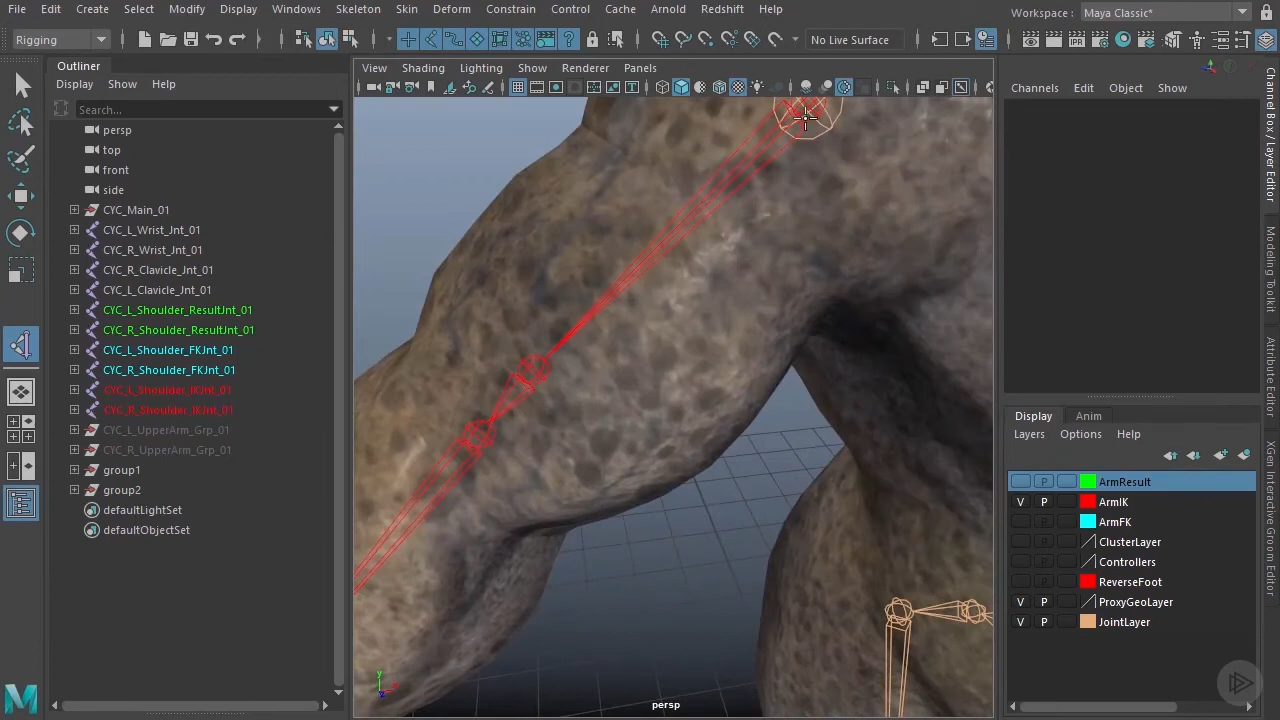 File Edit Create Select Modify Display Windows Skeleton Skin Deform Constrain Control Cache Arnold Redshift Help
Workspace : Maya Classic*
Rigging
No Live Surface
Outliner
Display Show Help
Search...
persp
top
front
side
CYC_Main_01
CYC_L_Wrist_Jnt_01
CYC_R_Wrist_Jnt_01
CYC_R_Clavicle_Jnt_01
CYC_L_Clavicle_Jnt_01
CYC_L_Shoulder_ResultJnt_01
CYC_R_Shoulder_ResultJnt_01
CYC_L_Shoulder_FKJnt_01
CYC_R_Shoulder_FKJnt_01
CYC_L_Shoulder_IKJnt_01
CYC_R_Shoulder_IKJnt_01
CYC_L_UpperArm_Grp_01
CYC_R_UpperArm_Grp_01
group1
group2
defaultLightSet
defaultObjectSet
View Shading Lighting Show Renderer Panels
IPR
y
persp
Channels Edit Object Show
Display Anim
Layers Options Help
P ArmResult
V P ArmIK
ArmFK
ClusterLayer
Controllers
ReverseFoot
V P ProxyGeoLayer
V P JointLayer
Channel Box / Layer Editor
Modeling Toolkit
Attribute Editor
XGen Interactive Groom Editor
M